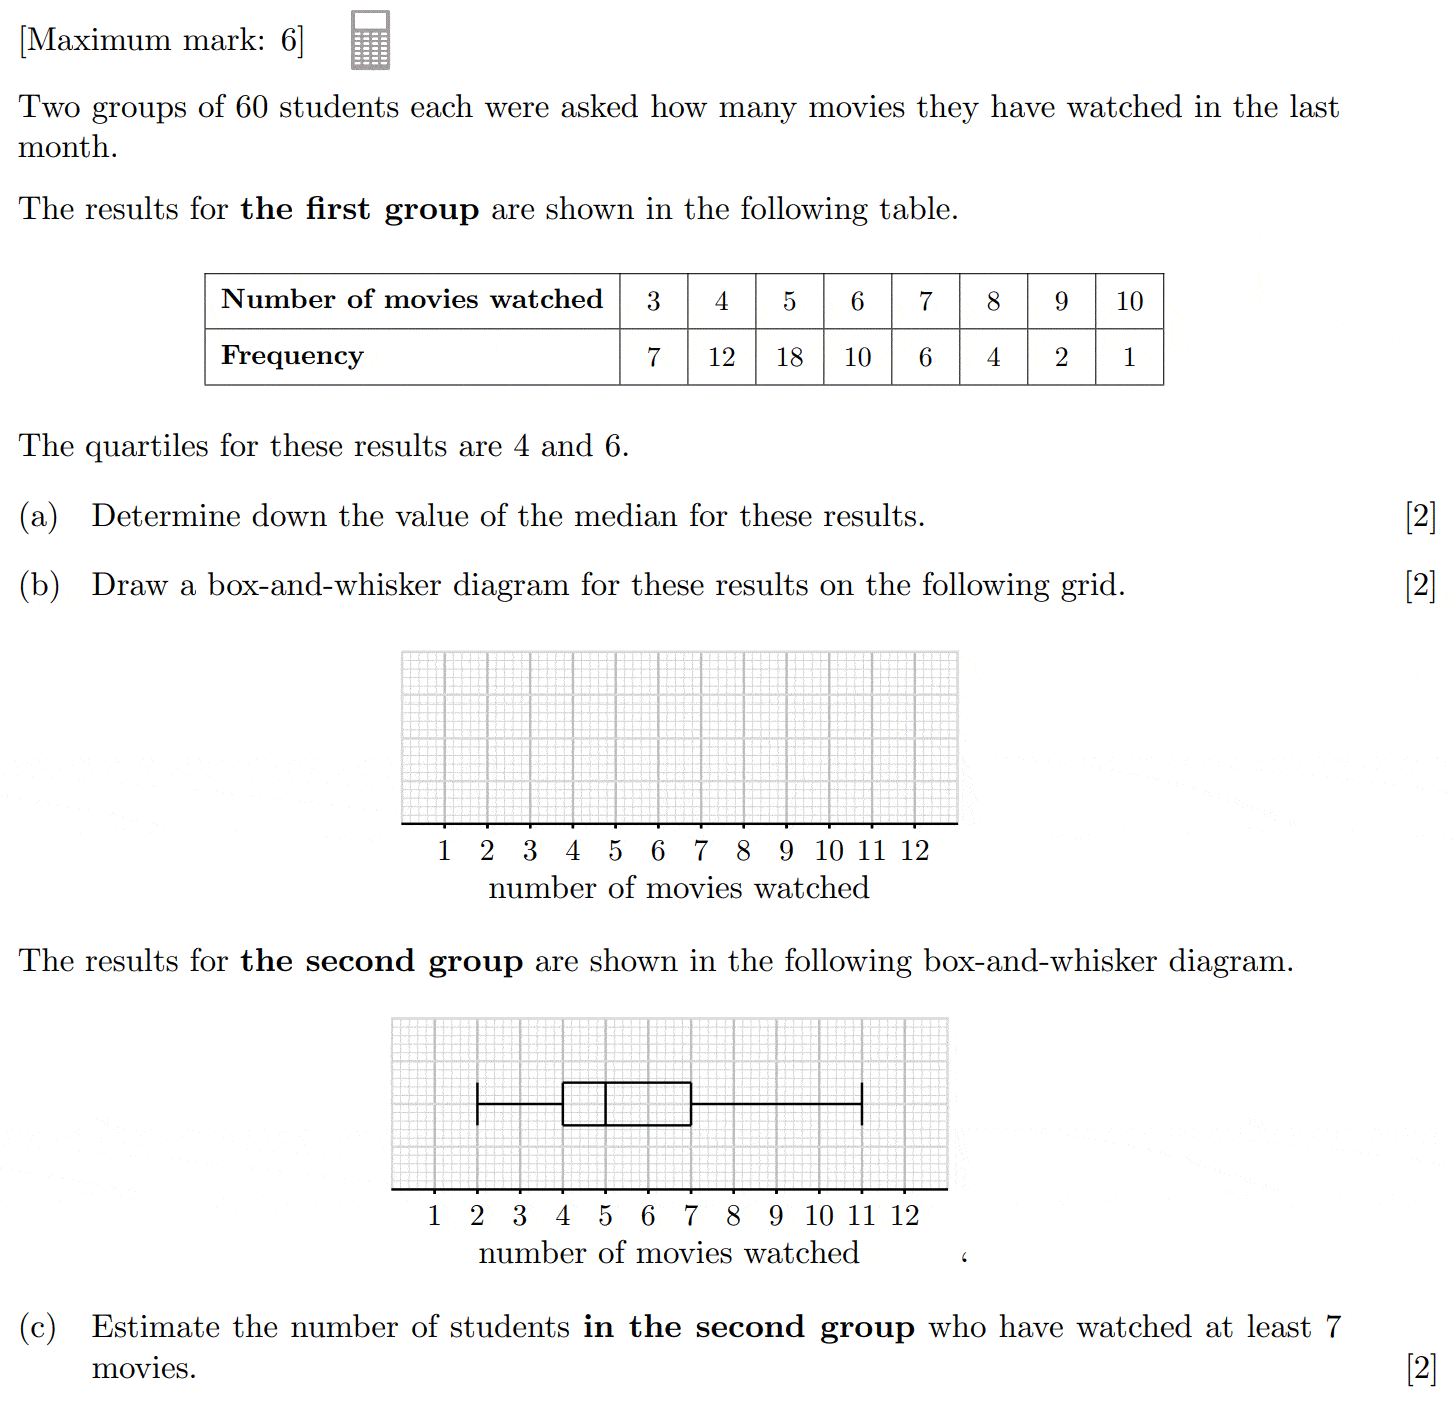 [Maximum mark: 6]
Two groups of 60 students each were asked how many movies they have watched in the last
month.
The results for the first group are shown in the following table.
Number of movies watched 3 4 5 6 7 8 9 10
Frequency 7 12 18 10 6 4 2 1
The quartiles for these results are 4 and 6.
(a) Determine down the value of the median for these results. [2]
(b) Draw a box-and-whisker diagram for these results on the following grid. [2]
1 2 3 4 5 6 7 8 9 10 11 12
number of movies watched
The results for the second group are shown in the following box-and-whisker diagram.
1 2 3 4 5 6 7 8 9 10 11 12
number of movies watched
(c) Estimate the number of students in the second group who have watched at least 7
movies. [2]